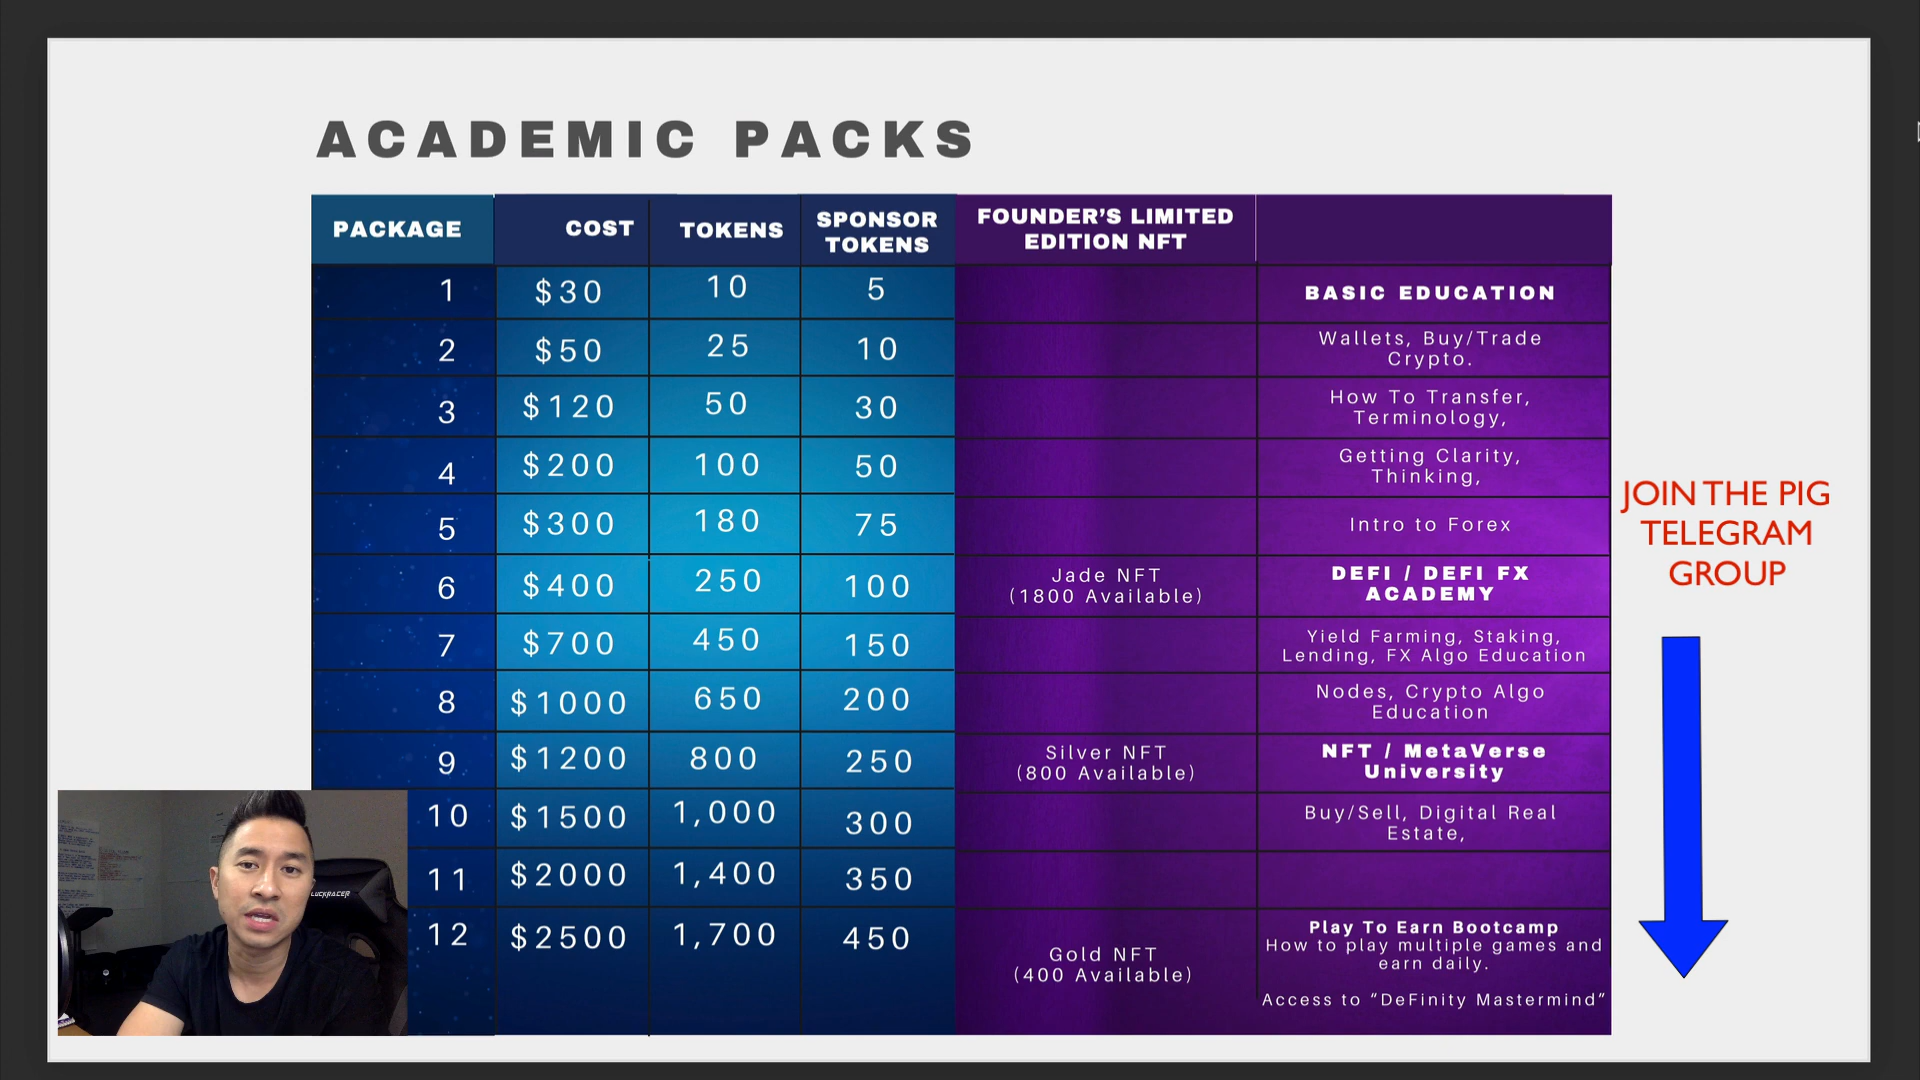 ACADEMIC PACKS
PACKAGE COST TOKENS SPONSOR TOKENS FOUNDER'S LIMITED EDITION NFT
1 $30 10 5 BASIC EDUCATION
2 $50 25 10 Wallets, Buy/Trade Crypto.
3 $120 50 30 How To Transfer, Terminology,
4 $200 100 50 Getting Clarity, Thinking,
5 $300 180 75 Intro to Forex
6 $400 250 100 Jade NFT (1800 Available) DEFI / DEFI FX ACADEMY
7 $700 450 150 Yield Farming, Staking, Lending, FX Algo Education
8 $1000 650 200 Nodes, Crypto Algo Education
9 $1200 800 250 Silver NFT (800 Available) NFT / MetaVerse University
10 $1500 1,000 300 Buy/Sell, Digital Real Estate,
11 $2000 1,400 350
12 $2500 1,700 450 Gold NFT (400 Available) Play To Earn Bootcamp
How to play multiple games and earn daily.
Access to “DeFinity Mastermind”
JOIN THE PIG
TELEGRAM
GROUP
LUCKRACER